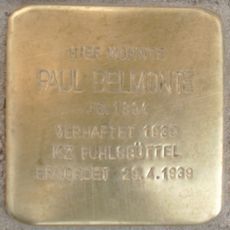 HIER WOHNTE
PAUL BELMONTE
JG. 1894
VERHAFTET 1939
KZ FUHLSBÜTTEL
ERMORDET 29.4.1939